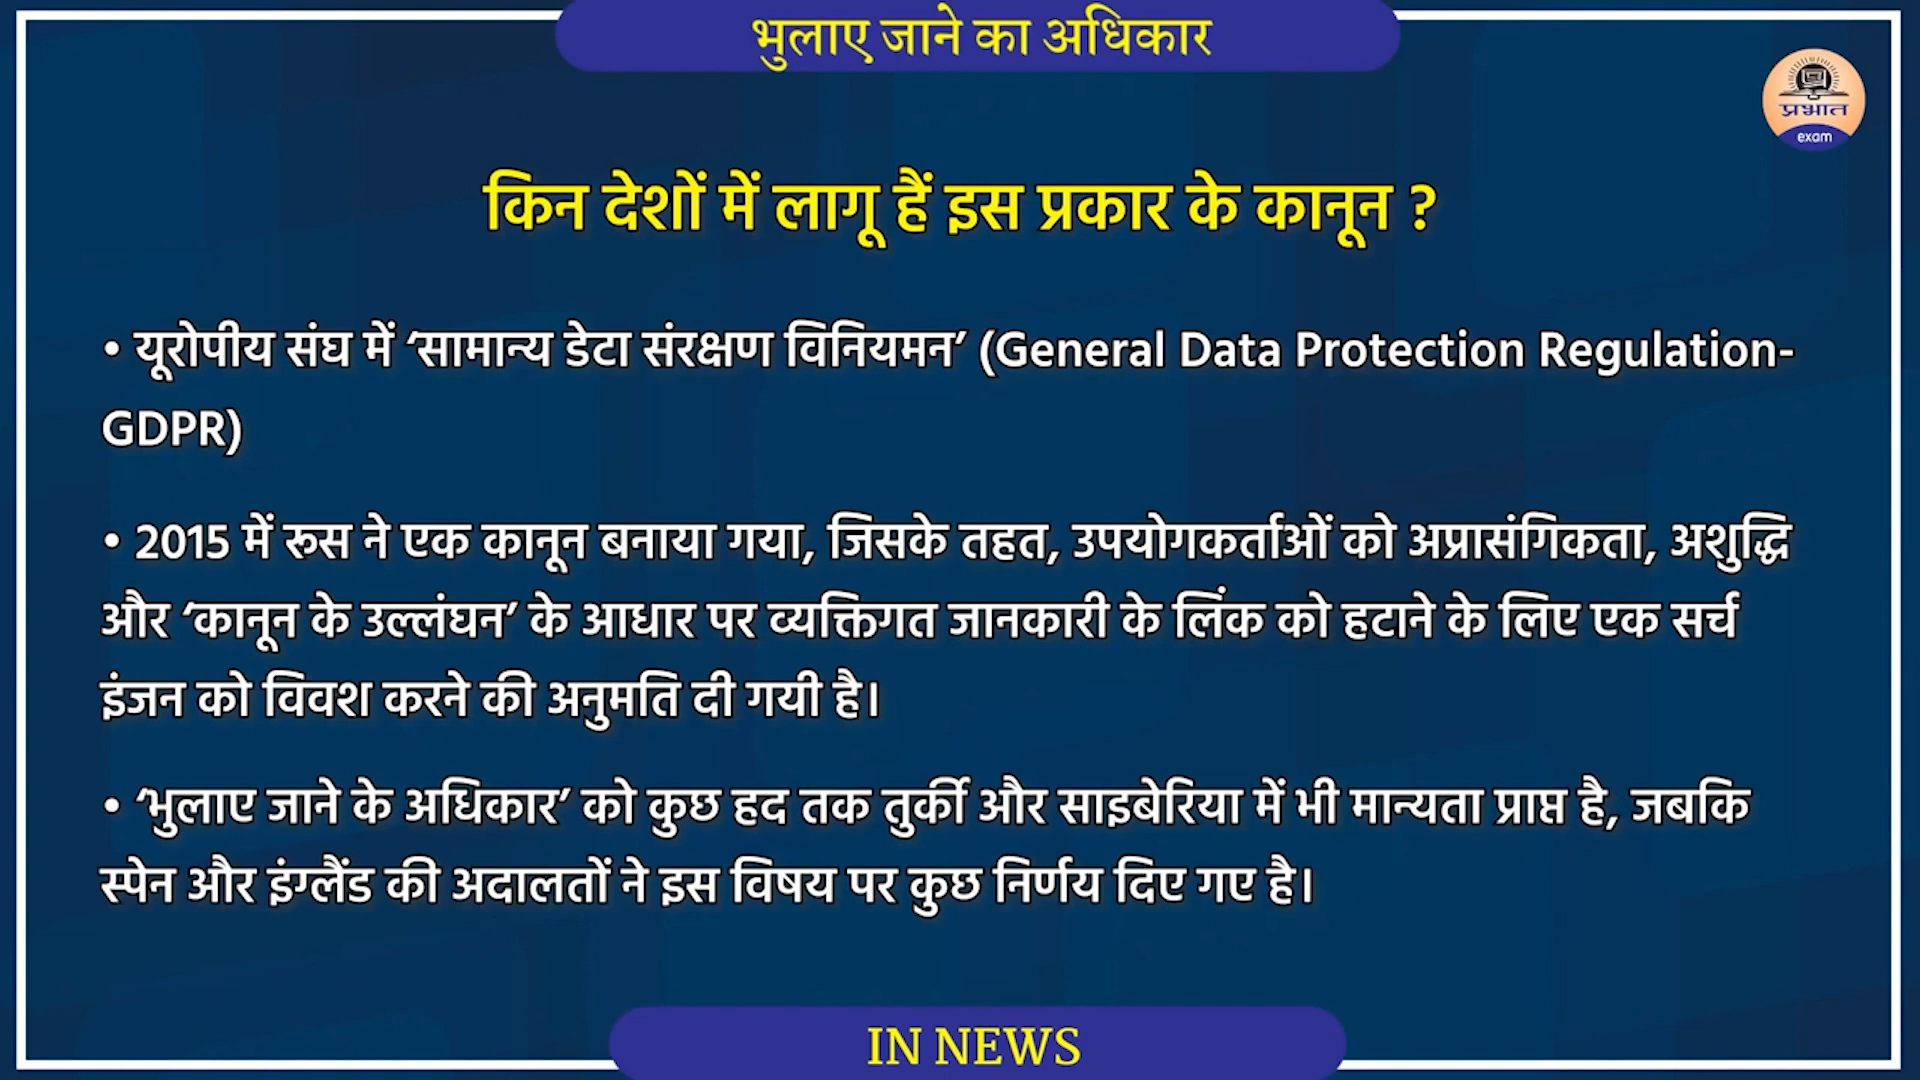 भुलाए जाने का अधिकार
प्रभात
exam
किन देशों में लागू हैं इस प्रकार के कानून ?
• यूरोपीय संघ में ‘सामान्य डेटा संरक्षण विनियमन’ (General Data Protection Regulation-
GDPR)
• 2015 में रूस ने एक कानून बनाया गया, जिसके तहत, उपयोगकर्ताओं को अप्रासंगिकता, अशुद्धि
और ‘कानून के उल्लंघन’ के आधार पर व्यक्तिगत जानकारी के लिंक को हटाने के लिए एक सर्च
इंजन को विवश करने की अनुमति दी गयी है।
• ‘भुलाए जाने के अधिकार’ को कुछ हद तक तुर्की और साइबेरिया में भी मान्यता प्राप्त है, जबकि
स्पेन और इंग्लैंड की अदालतों ने इस विषय पर कुछ निर्णय दिए गए है।
IN NEWS